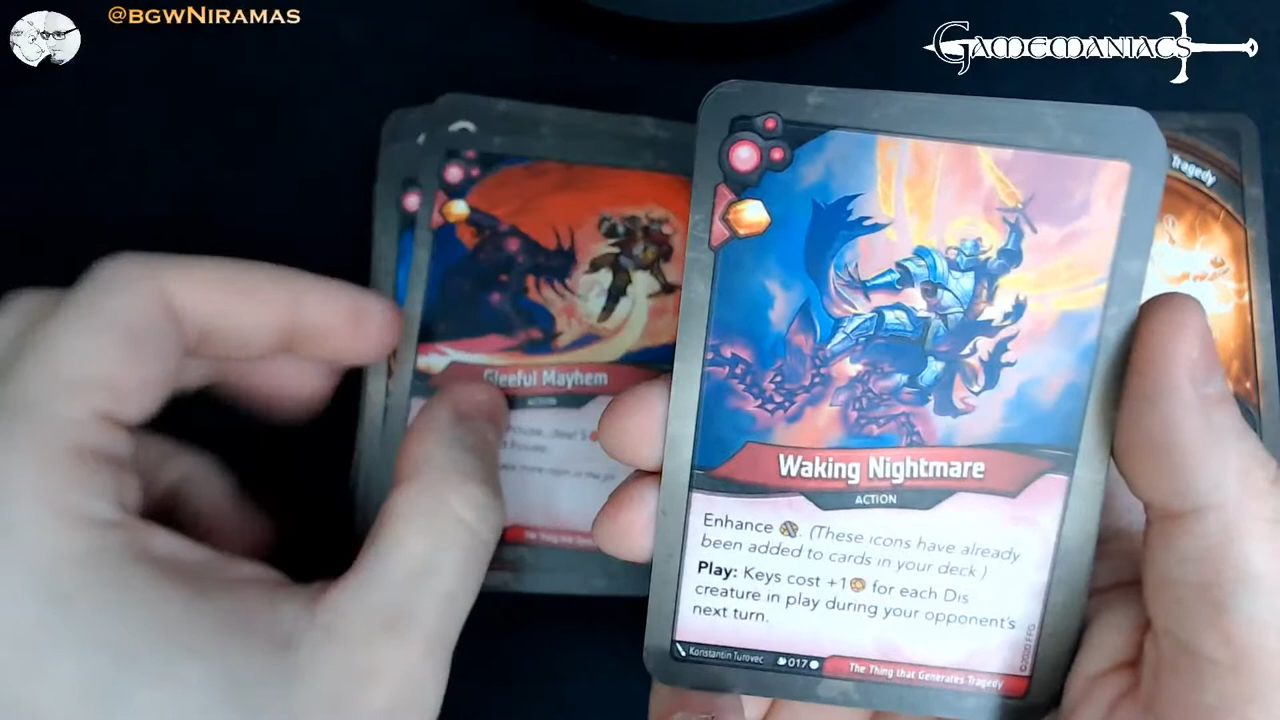 @BGWNIRAMAS
GAMEMANIACS
Tragedy
Gleeful Mayhem
ACTION
Waking Nightmare
ACTION
Enhance . (These icons have already
been added to cards in your deck.)
Play: Keys cost +1 for each Dis
creature in play during your opponent's
next turn.
Konstantin Turovec
017
The Thing that Generates Tragedy
©2020 FFG